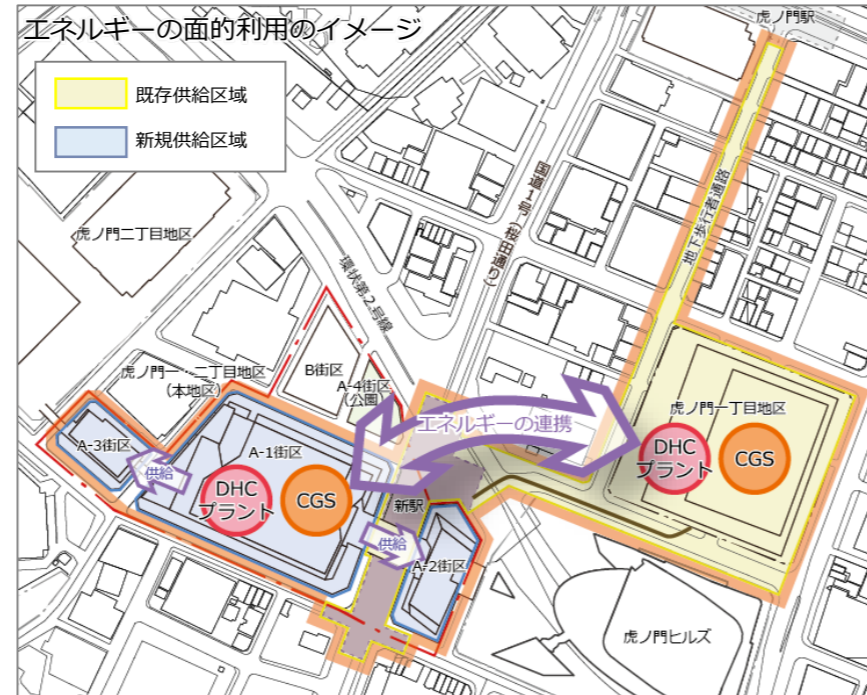 エネルギーの面的利用のイメージ
既存供給区域
新規供給区域
虎ノ門駅
国道1号(桜田通り)
地下歩行者通路
虎ノ門二丁目地区
環状第2号線
虎ノ門一・二丁目地区
(本地区)
B街区
A-4街区
(公園)
エネルギーの連携
虎ノ門一丁目地区
A-3街区
供給
A-1街区
DHC
プラント
CGS
新駅
供給
A-2街区
DHC
プラント
CGS
虎ノ門ヒルズ